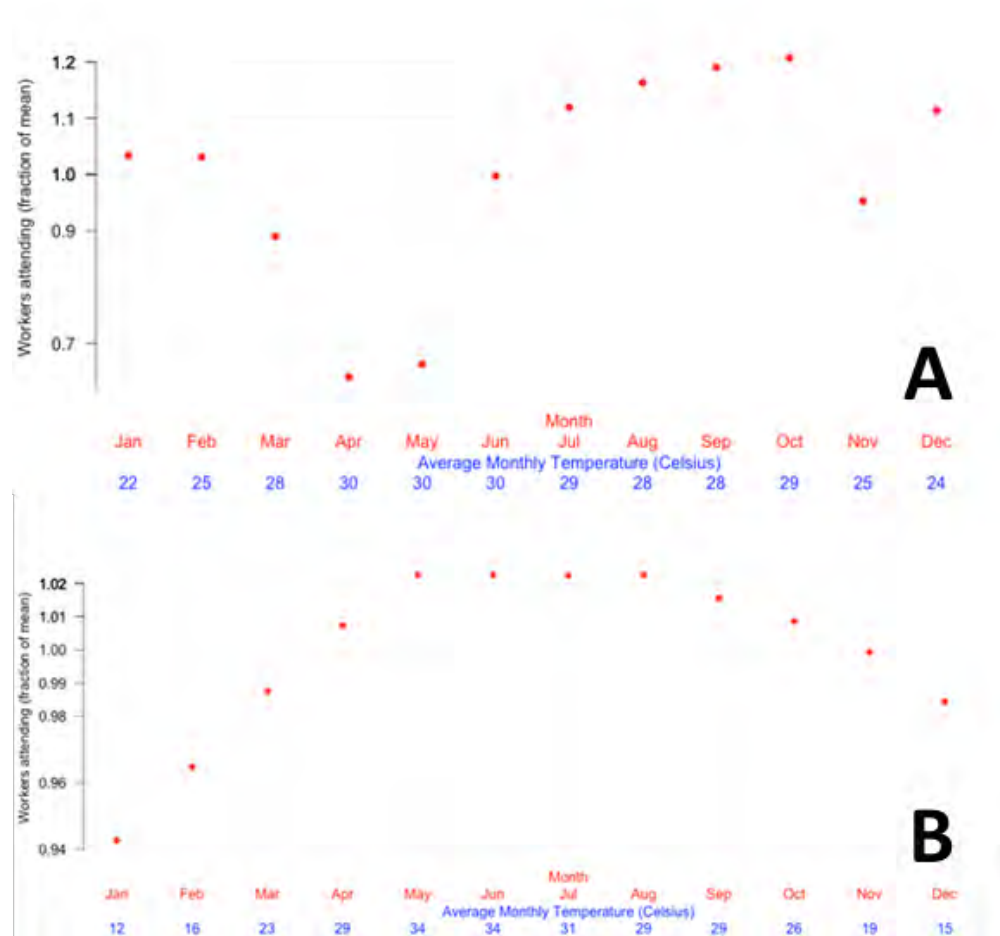 1.2
1.1
1.0
0.9
0.7
Workers attending (fraction of mean)
A
Month
Jan Feb Mar Apr May Jun Jul Aug Sep Oct Nov Dec
Average Monthly Temperature (Celsius)
22 25 28 30 30 30 29 28 28 29 25 24
1.02
1.01
1.00
0.99
0.98
0.96
0.94
Workers attending (fraction of mean)
B
Month
Jan Feb Mar Apr May Jun Jul Aug Sep Oct Nov Dec
Average Monthly Temperature (Celsius)
12 16 23 29 34 34 31 29 29 26 19 15